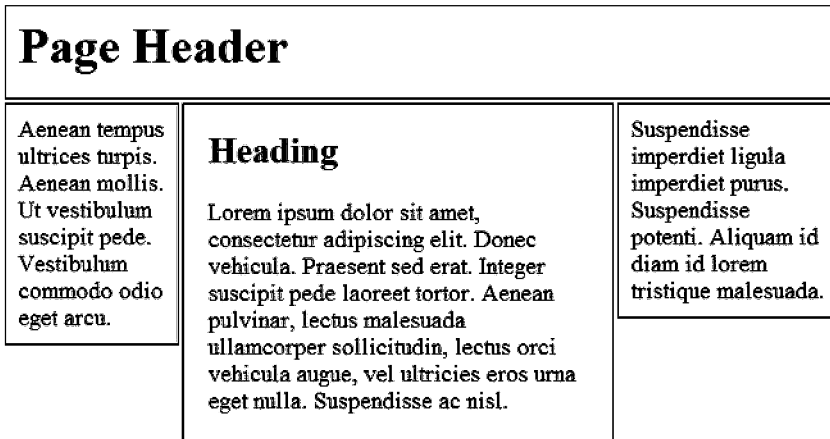 Page Header
Aenean tempus
ultrices turpis.
Aenean mollis.
Ut vestibulum
suscipit pede.
Vestibulum
commodo odio
eget arcu.
Heading
Lorem ipsum dolor sit amet,
consectetur adipiscing elit. Donec
vehicula. Praesent sed erat. Integer
suscipit pede laoreet tortor. Aenean
pulvinar, lectus malesuada
ullamcorper sollicitudin, lectus orci
vehicula augue, vel ultricies eros urna
eget nulla. Suspendisse ac nisl.
Suspendisse
imperdiet ligula
imperdiet purus.
Suspendisse
potenti. Aliquam id
diam id lorem
tristique malesuada.